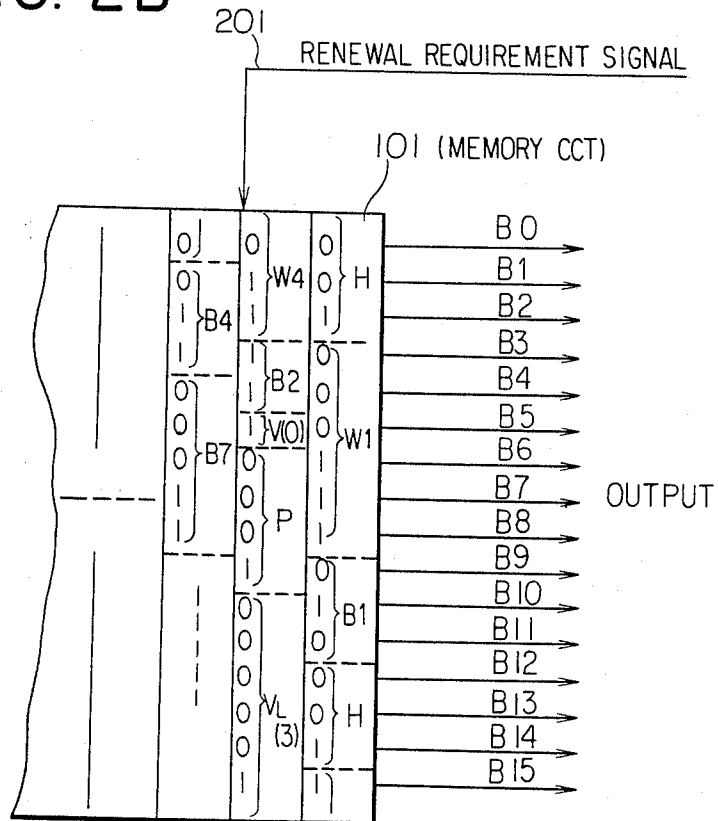 2B
201
RENEWAL REQUIREMENT SIGNAL
101 (MEMORY CCT)
0
0 1 1 B4
0 0 0 1 1 B7
0 1 1 W4
1 1 B2
1 V(0)
0 0 0 1 P
0 0 0 0 0 1 VL (3)
0 0 1 H
0 0 0 1 1 1 W1
0 1 0 B1
0 0 1 H
1
B0
B1
B2
B3
B4
B5
B6
B7
B8
B9
B10
B11
B12
B13
B14
B15
OUTPUT